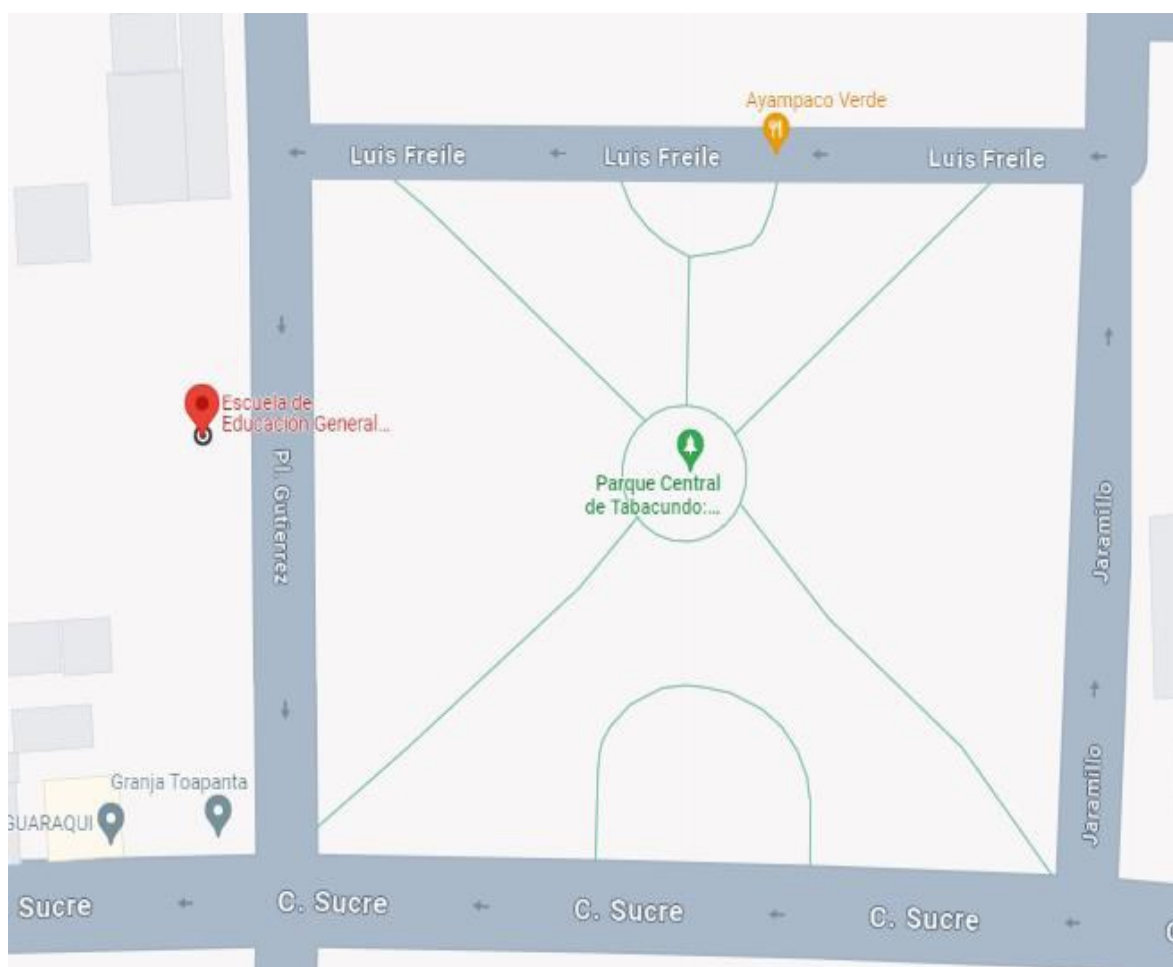 Ayampaco Verde
Luis Freile
Luis Freile
Luis Freile
Escuela de
Educación General...
Pl. Gutierrez
Parque Central
de Tabacundo:...
Jaramillo
Jaramillo
Granja Toapanta
GUARAQUI
Sucre
C. Sucre
C. Sucre
C. Sucre